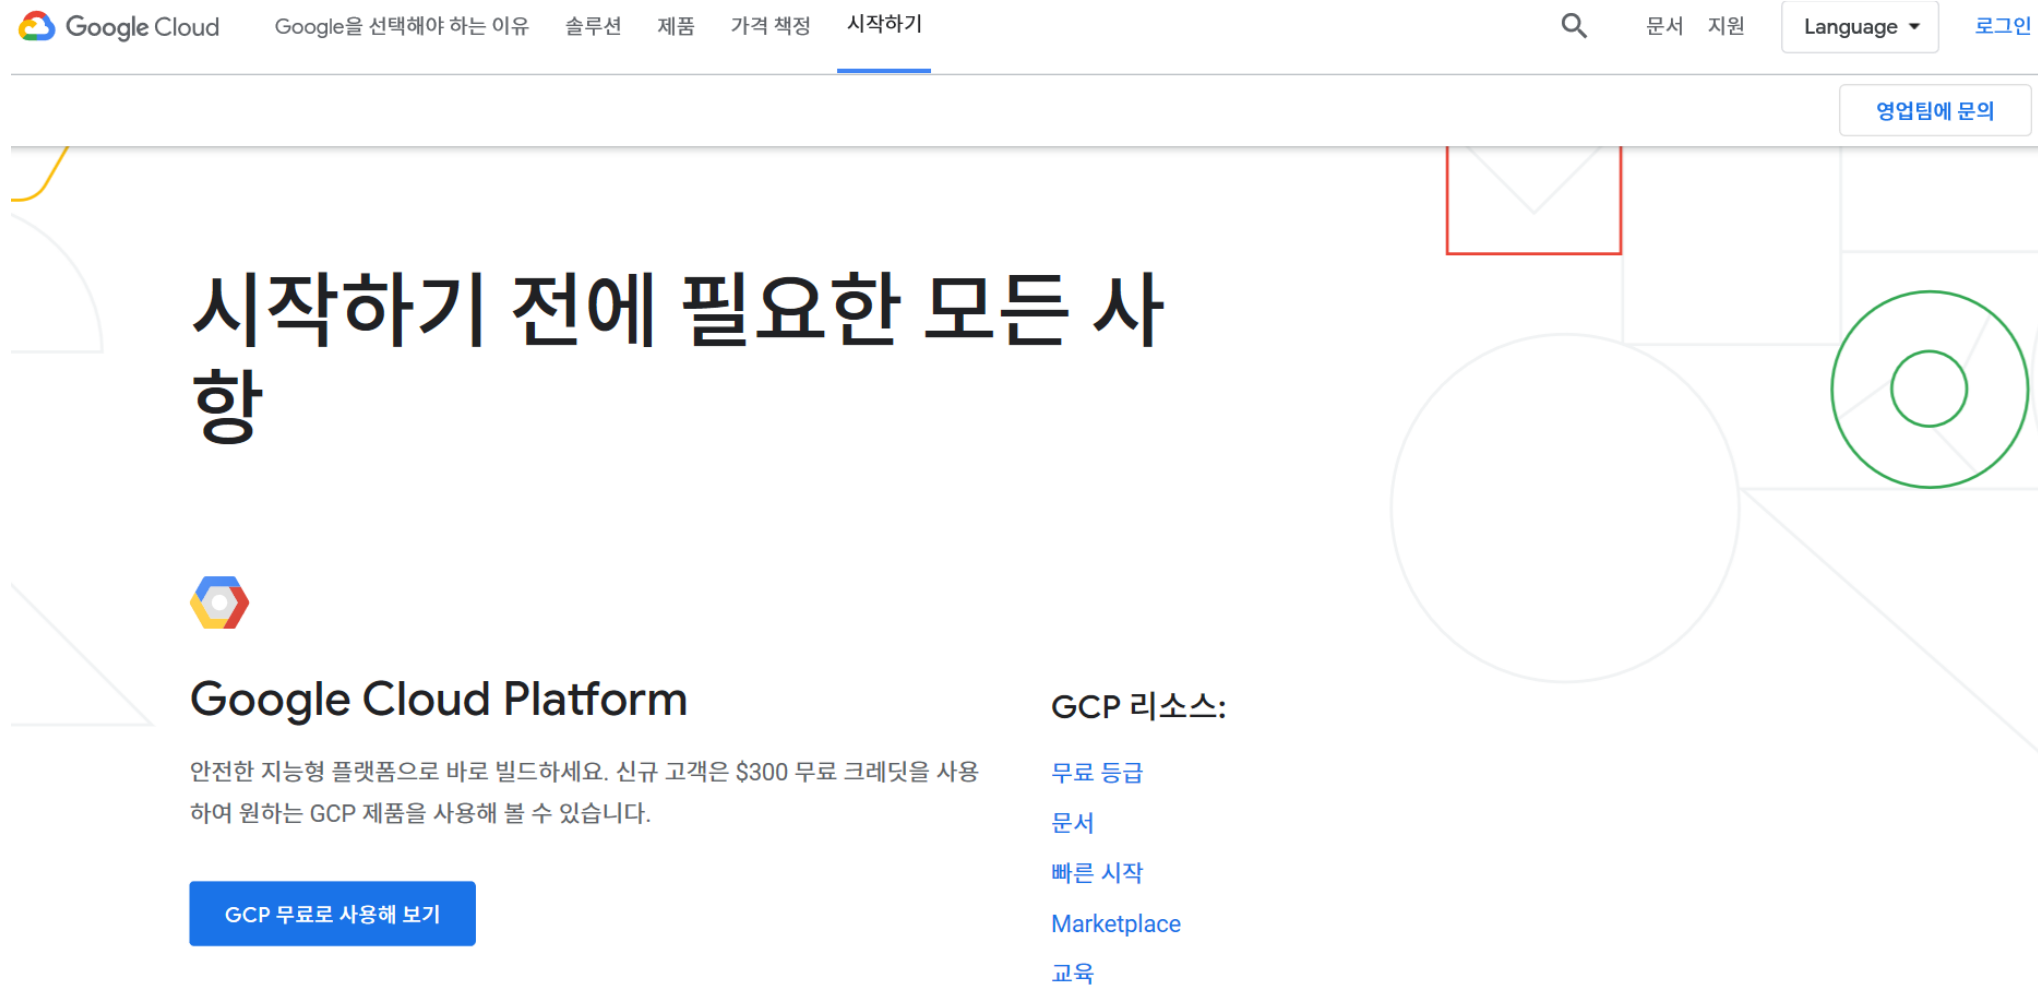 Google Cloud
Google을 선택해야 하는 이유
솔루션
제품
가격 책정
시작하기
문서
지원
Language
로그인
영업팀에 문의
시작하기 전에 필요한 모든 사
항
Google Cloud Platform
안전한 지능형 플랫폼으로 바로 빌드하세요. 신규 고객은 $300 무료 크레딧을 사용
하여 원하는 GCP 제품을 사용해 볼 수 있습니다.
GCP 무료로 사용해 보기
GCP 리소스:
무료 등급
문서
빠른 시작
Marketplace
교육